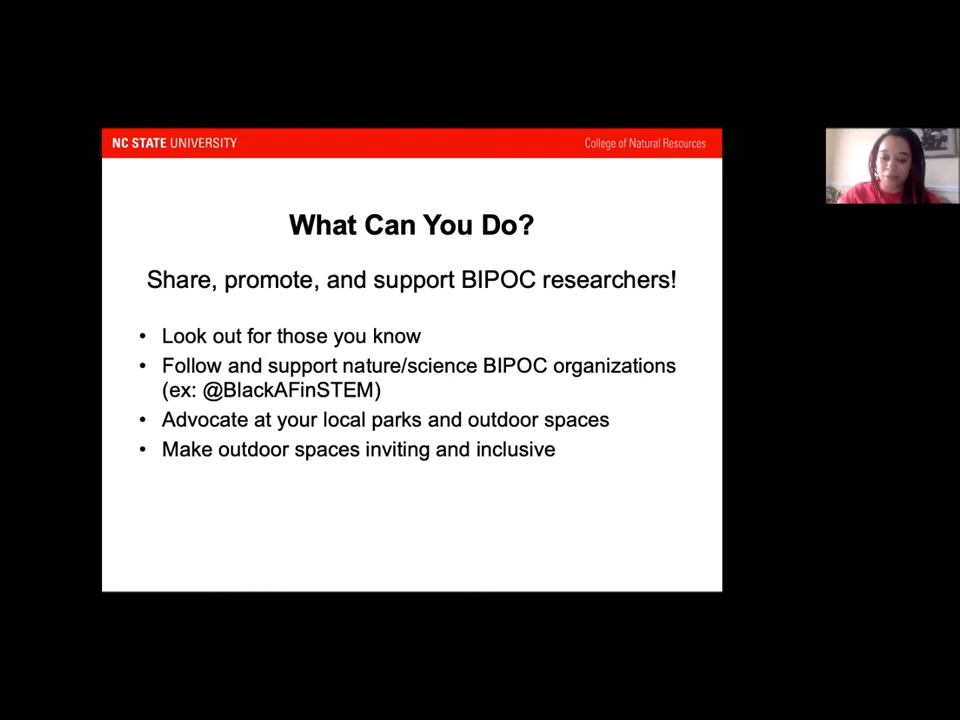 NC STATE UNIVERSITY
College of Natural Resources
What Can You Do?
Share, promote, and support BIPOC researchers!
• Look out for those you know
• Follow and support nature/science BIPOC organizations
(ex: @BlackAFinSTEM)
• Advocate at your local parks and outdoor spaces
• Make outdoor spaces inviting and inclusive